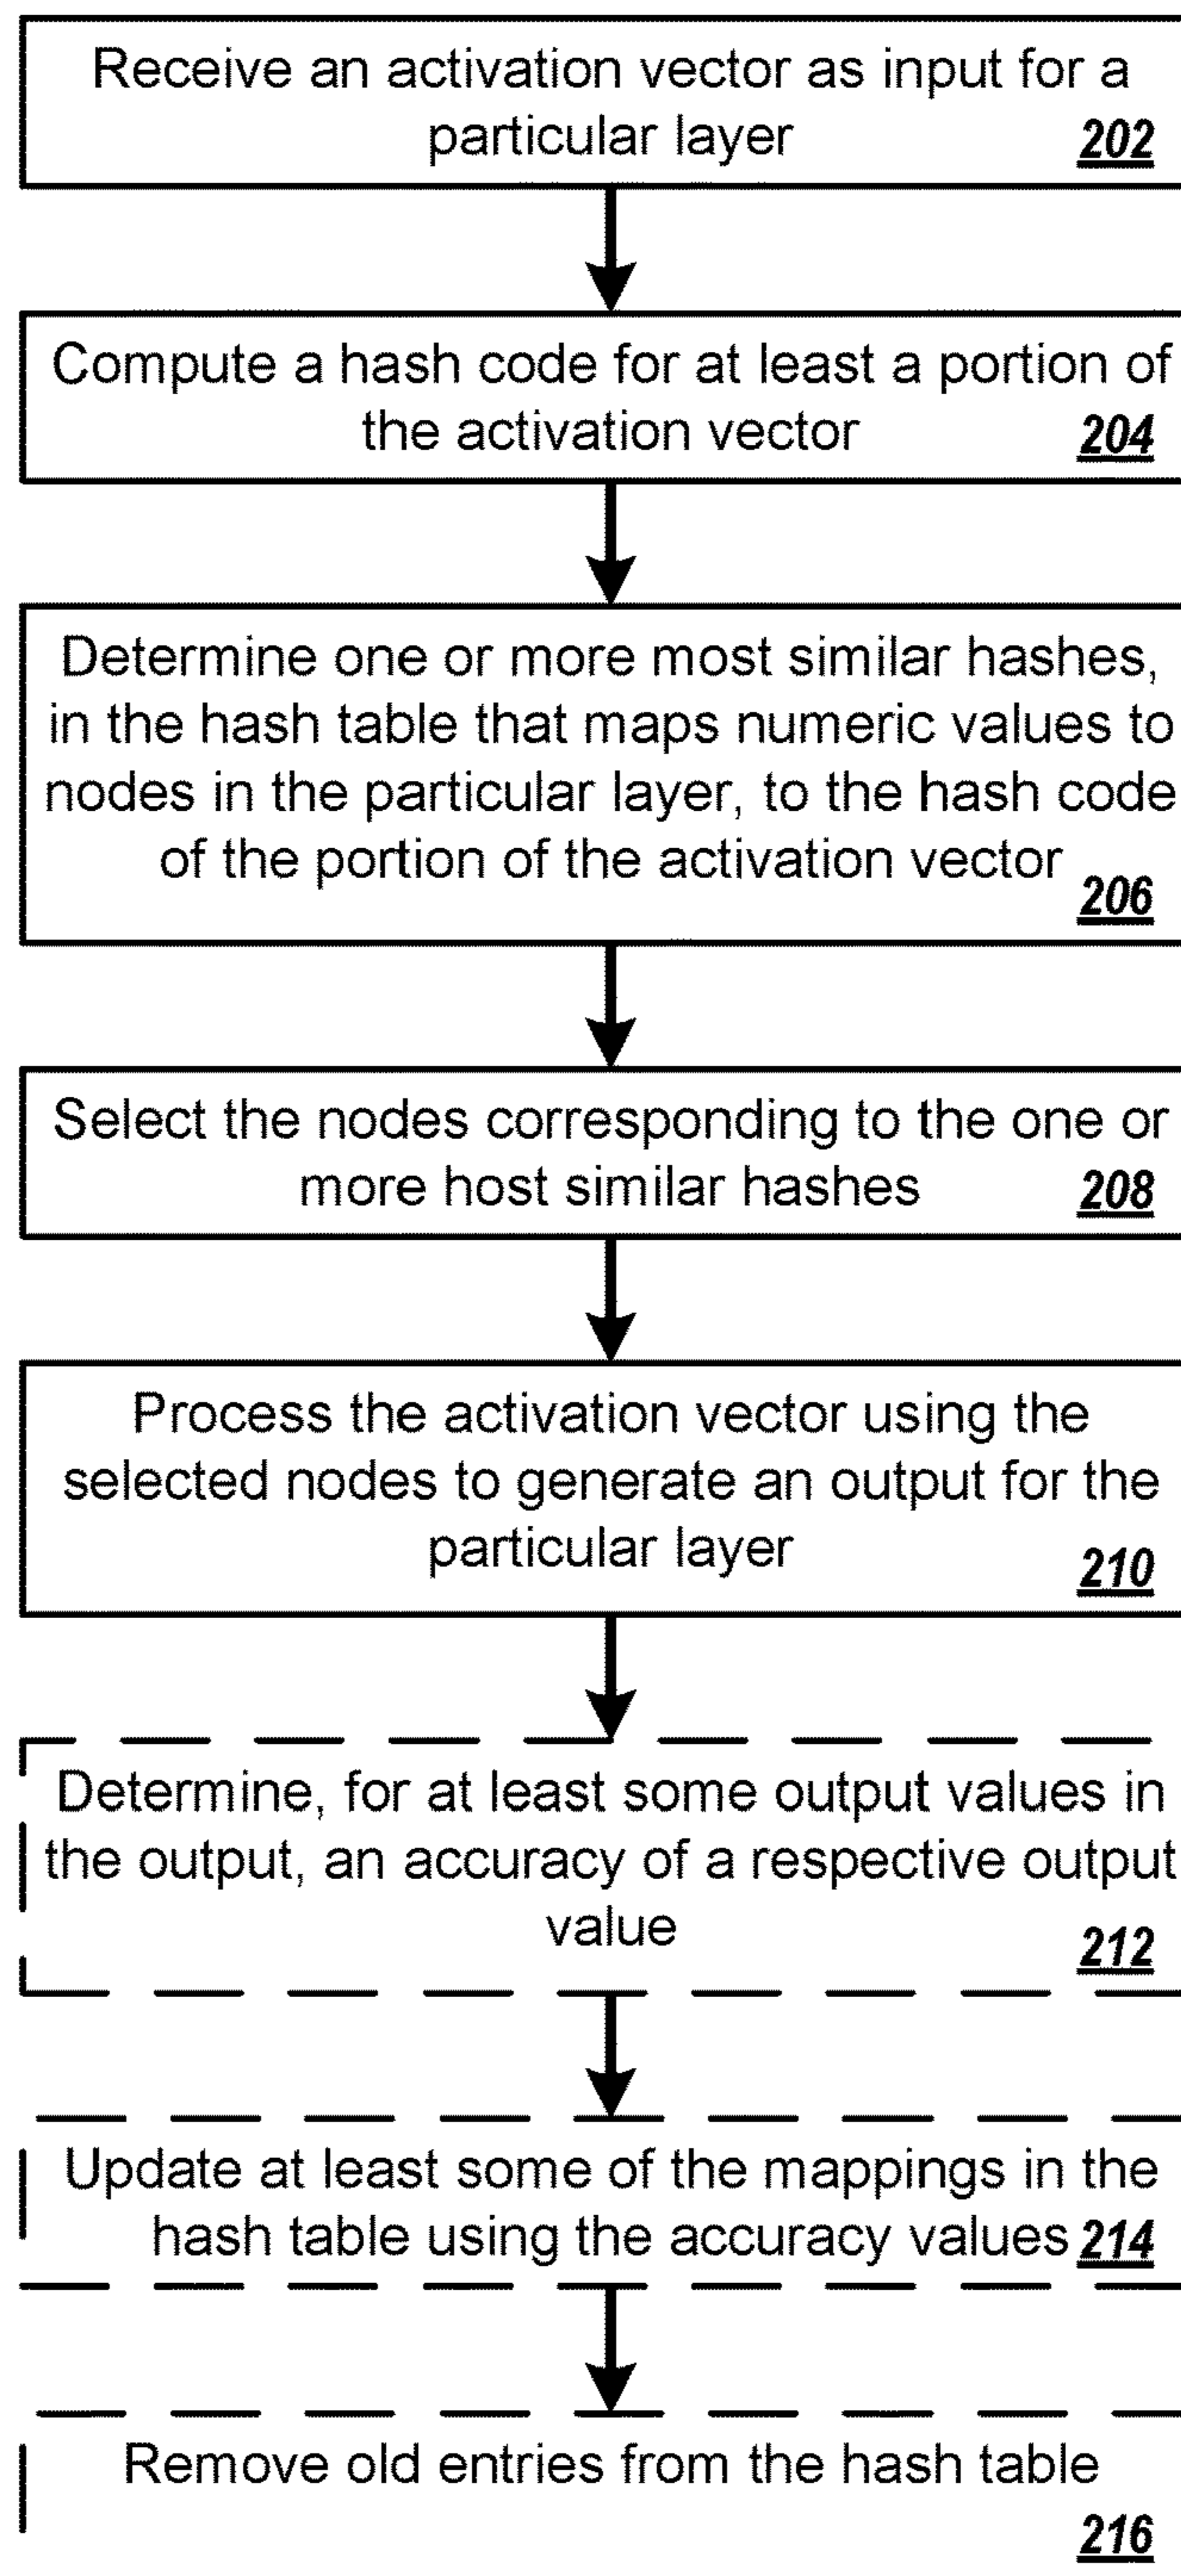 Receive an activation vector as input for a
particular layer
202
Compute a hash code for at least a portion of
the activation vector
204
Determine one or more most similar hashes,
in the hash table that maps numeric values to
nodes in the particular layer, to the hash code
of the portion of the activation vector
206
Select the nodes corresponding to the one or
more host similar hashes
208
Process the activation vector using the
selected nodes to generate an output for the
particular layer
210
Determine, for at least some output values in
the output, an accuracy of a respective output
value
212
Update at least some of the mappings in the
hash table using the accuracy values 214
Remove old entries from the hash table
216